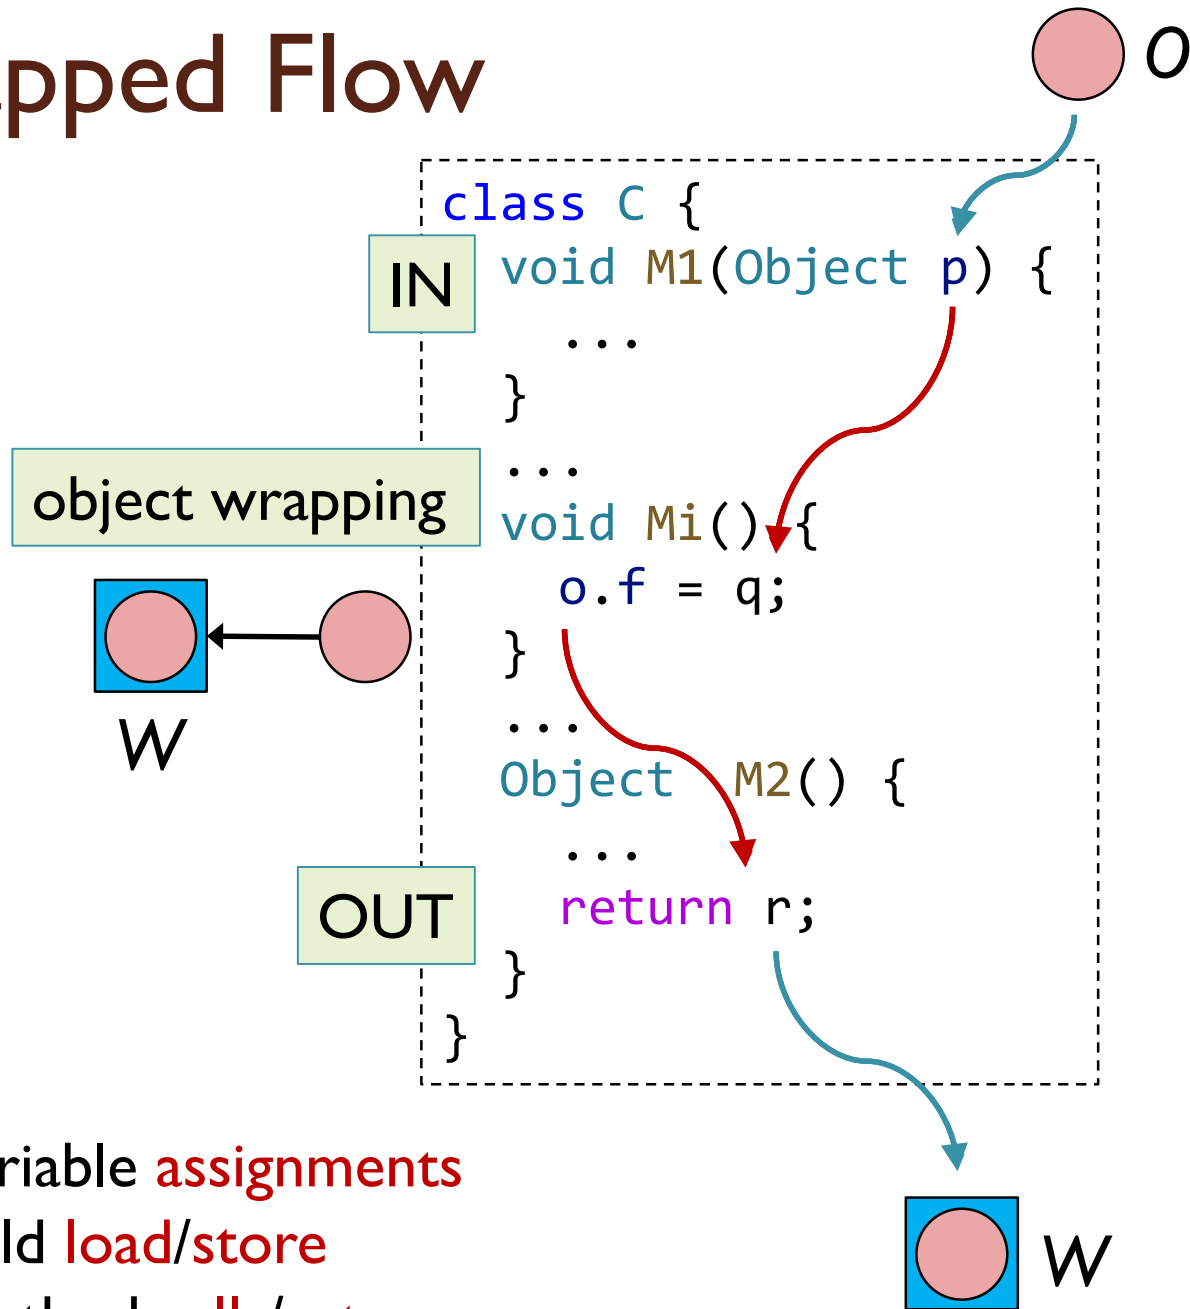 pped Flow
O
class C {
IN
void M1(Object p) {
...
}
...
object wrapping
void Mi() {
o.f = q;
}
W
...
Object M2() {
...
OUT
return r;
}
}
riable assignments
ld load/store
W